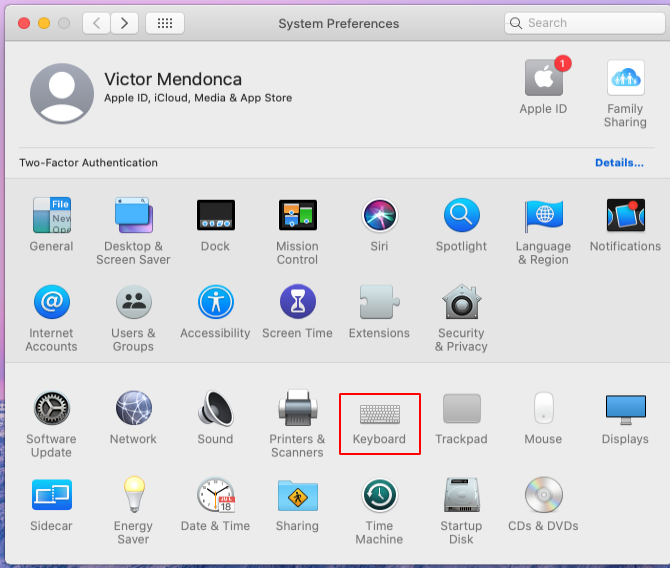 System Preferences
Search
Victor Mendonca
Apple ID, iCloud, Media & App Store
1
Apple ID
Family
Sharing
Two-Factor Authentication
Details...
File
New
Ope
General
Desktop &
Screen Saver
Dock
Mission
Control
Siri
Spotlight
Language
& Region
Notifications
Internet
Accounts
Users &
Groups
Accessibility
Screen Time
Extensions
Security
& Privacy
Software
Update
Network
Sound
Printers &
Scanners
Keyboard
Trackpad
Mouse
Displays
Sidecar
Energy
Saver
JUL
18
Date & Time
Sharing
Time
Machine
Startup
Disk
CDs & DVDs